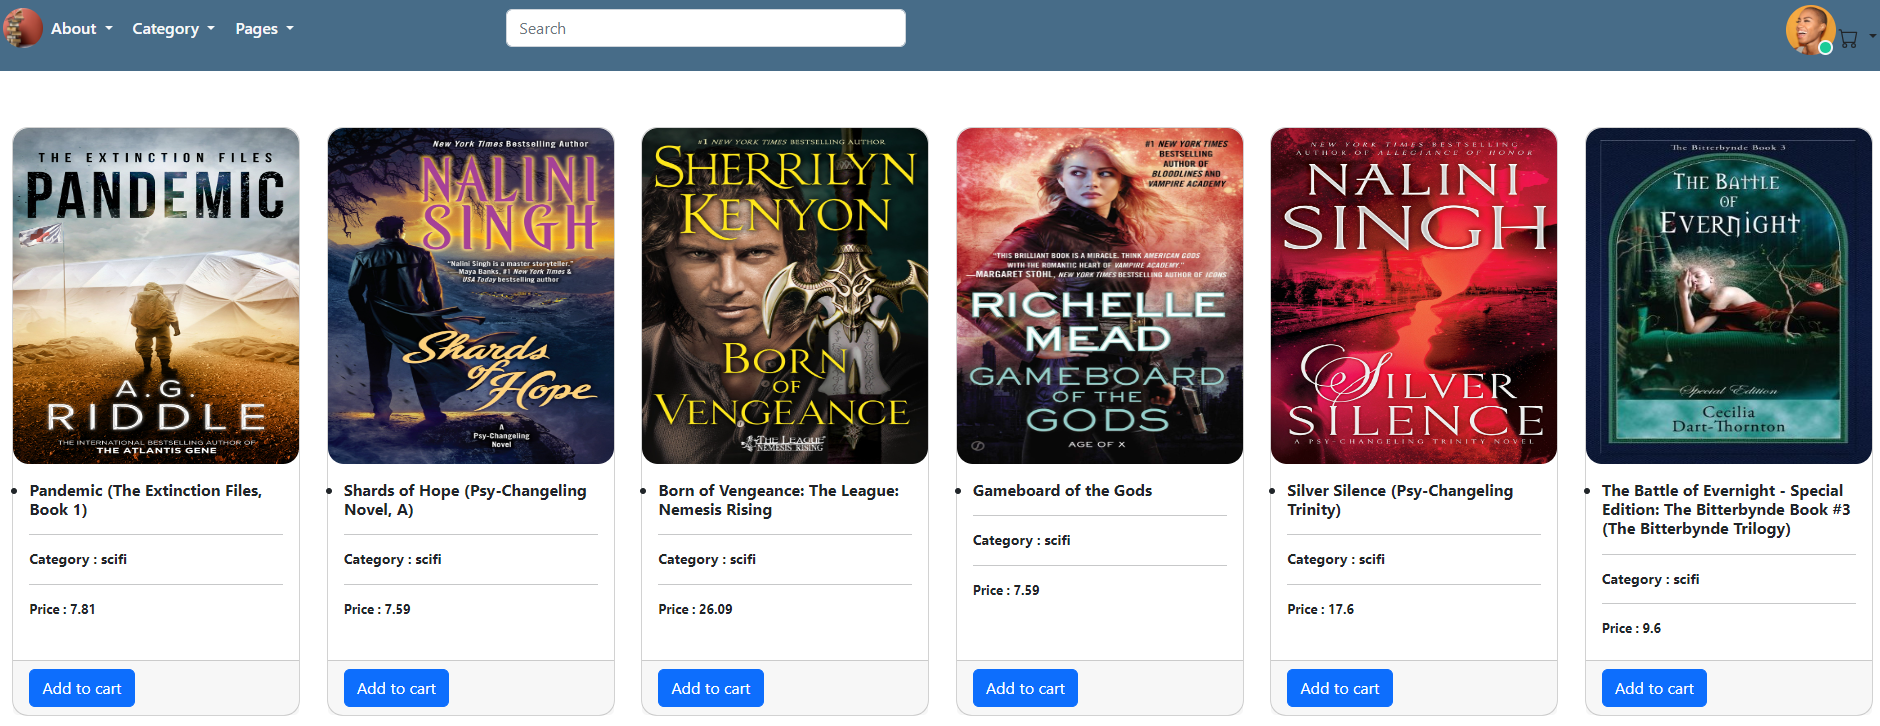 About
Category
Pages
Search
THE EXTINCTION FILES
PANDEMIC
A.G.
RIDDLE
THE INTERNATIONAL BESTSELLING AUTHOR OF
THE ATLANTIS GENE
Pandemic (The Extinction Files,
Book 1)
Category : scifi
Price : 7.81
Add to cart
New York Times Bestselling Author
NALINI
SINGH
"Nalini Singh is a master storyteller."
—Maya Banks, #1 New York Times &
USA Today bestselling author
Shards
of
Hope
A
Psy-Changeling
Novel
Shards of Hope (Psy-Changeling
Novel, A)
Category : scifi
Price : 7.59
Add to cart
#1 NEW YORK TIMES BESTSELLING AUTHOR
SHERRILYN
KENYON
BORN
OF
VENGEANCE
THE LEAGUE
NEMESIS RISING
Born of Vengeance: The League:
Nemesis Rising
Category : scifi
Price : 26.09
Add to cart
#1 NEW YORK TIMES
BESTSELLING
AUTHOR OF
BLOODLINES AND
VAMPIRE ACADEMY
"THIS BRILLIANT BOOK IS A MIRACLE. THINK AMERICAN GODS
WITH THE ROMANTIC HEART OF VAMPIRE ACADEMY."
—MARGARET STOHL, NEW YORK TIMES BESTSELLING AUTHOR OF ICONS
RICHELLE
MEAD
GAMEBOARD
OF THE
GODS
AGE OF X
Gameboard of the Gods
Category : scifi
Price : 7.59
Add to cart
NEW YORK TIMES BESTSELLING
AUTHOR OF ALLEGIANCE OF HONOR
NALINI
SINGH
SILVER
SILENCE
A PSY-CHANGELING TRINITY NOVEL
Silver Silence (Psy-Changeling
Trinity)
Category : scifi
Price : 17.6
Add to cart
The Bitterbynde Book 3
THE BATTLE
OF
EVERNIGHT
Special Edition
Cecilia
Dart-Thornton
The Battle of Evernight - Special
Edition: The Bitterbynde Book #3
(The Bitterbynde Trilogy)
Category : scifi
Price : 9.6
Add to cart